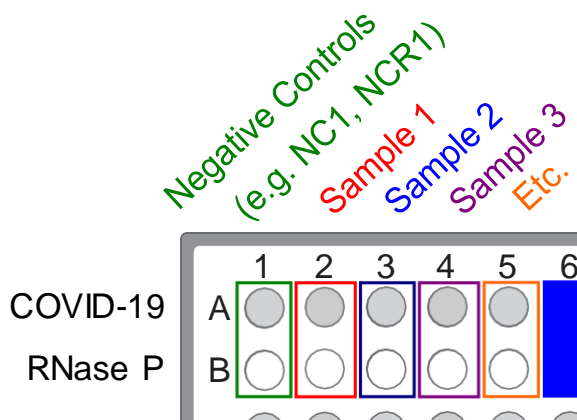 Negative Controls
(e.g. NC1, NCR1)
Sample 1
Sample 2
Sample 3
Etc.
1 2 3 4 5 6
COVID-19 A
RNase P B